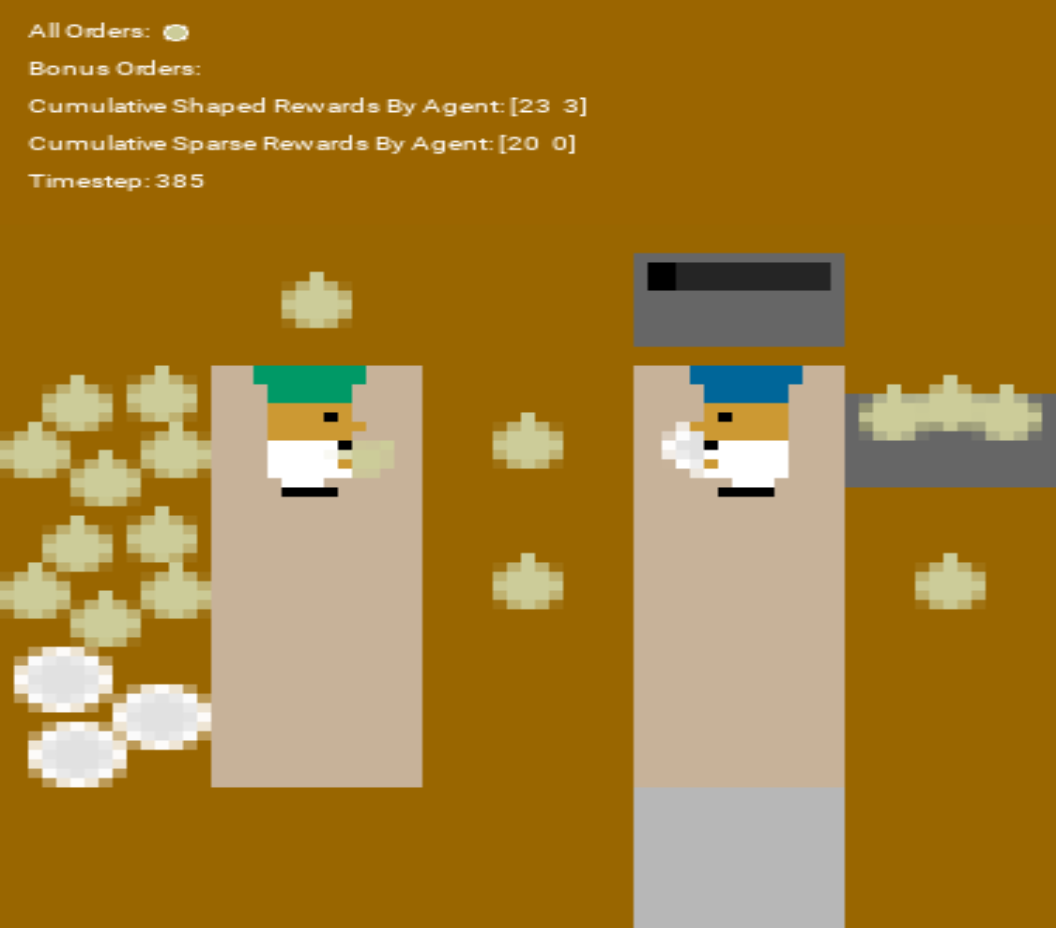 All Orders:
Bonus Orders:
Cumulative Shaped Rewards By Agent: [23 3]
Cumulative Sparse Rewards By Agent: [20 0]
Timestep: 385